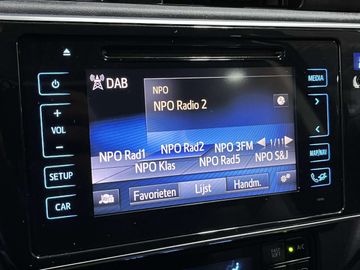 DAB
NPO
NPO Radio 2
MEDIA
+
VOL
−
1/11
NPO Rad1 NPO Rad2 NPO 3FM
NPO Klas NPO Rad5 NPO S&J
MAP/NAV
SETUP
Favorieten Lijst Handm.
CAR
A/C